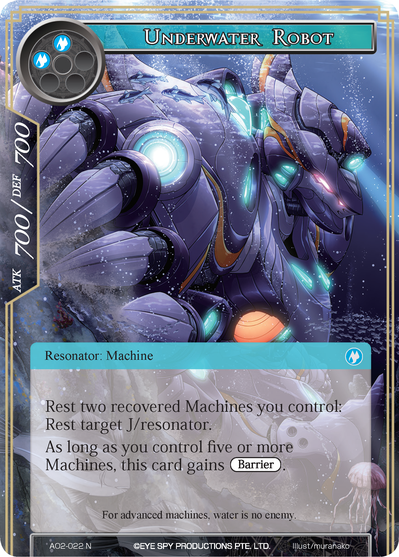 Underwater Robot
ATK 700 / DEF 700
Resonator: Machine
Rest two recovered Machines you control:
Rest target J/resonator.
As long as you control five or more
Machines, this card gains Barrier.
For advanced machines, water is no enemy.
A02-022 N
©EYE SPY PRODUCTIONS PTE. LTD.
Illust/muranako